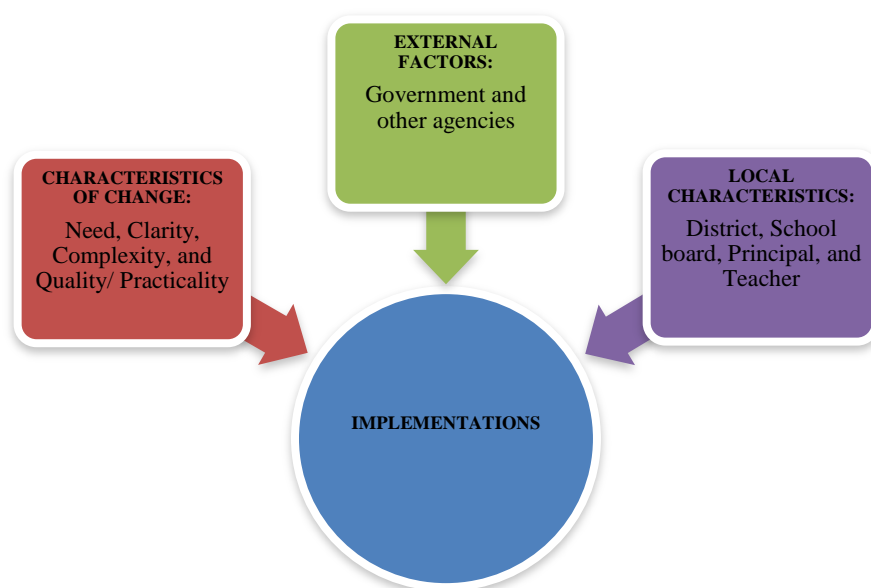 EXTERNAL
FACTORS:
Government and
other agencies
CHARACTERISTICS
OF CHANGE:
Need, Clarity,
Complexity, and
Quality/ Practicality
LOCAL
CHARACTERISTICS:
District, School
board, Principal, and
Teacher
IMPLEMENTATIONS